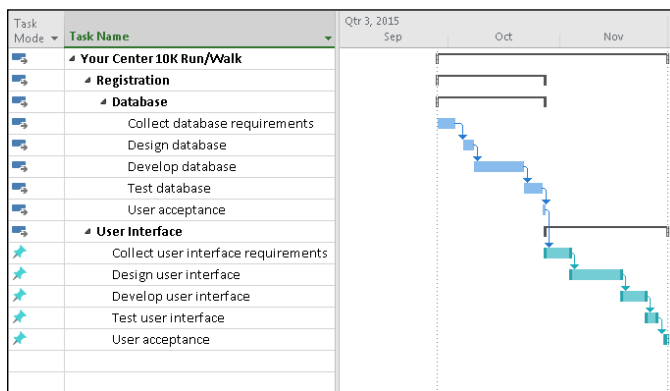 Task
Mode
Task Name
Qtr 3, 2015
Sep Oct Nov
Your Center 10K Run/Walk
Registration
Database
Collect database requirements
Design database
Develop database
Test database
User acceptance
User Interface
Collect user interface requirements
Design user interface
Develop user interface
Test user interface
User acceptance